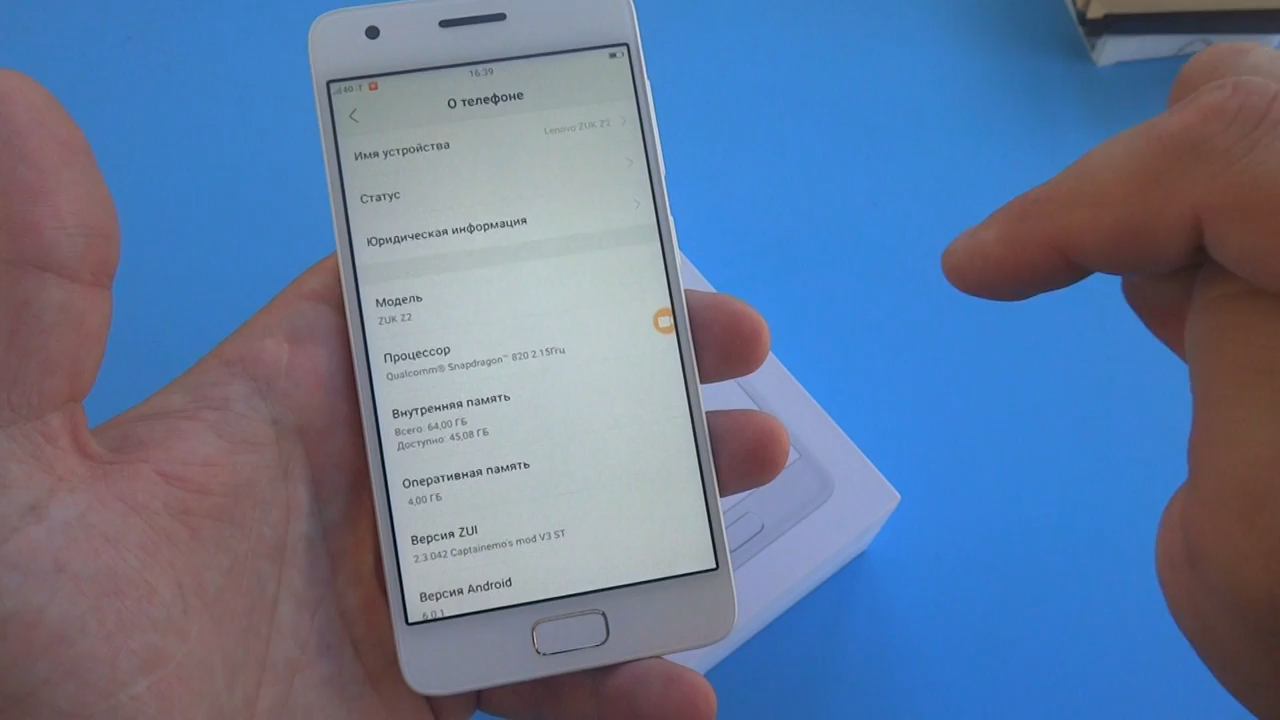 4G
16:39
О телефоне
Имя устройства
Lenovo ZUK Z2
Статус
Юридическая информация
Модель
ZUK Z2
Процессор
Qualcomm® Snapdragon™ 820 2.15Ггц
Внутренняя память
Всего: 64,00 ГБ
Доступно: 45,08 ГБ
Оперативная память
4,00 ГБ
Версия ZUI
2.3.042 Captainemo's mod V3 ST
Версия Android
6.0.1